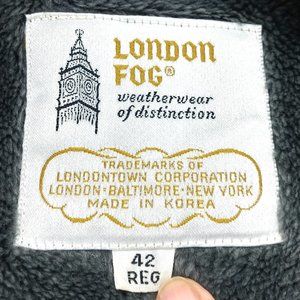 LONDON
FOG®
weatherwear
of distinction
TRADEMARKS OF
LONDONTOWN CORPORATION
LONDON·BALTIMORE·NEW YORK
MADE IN KOREA
42
REG